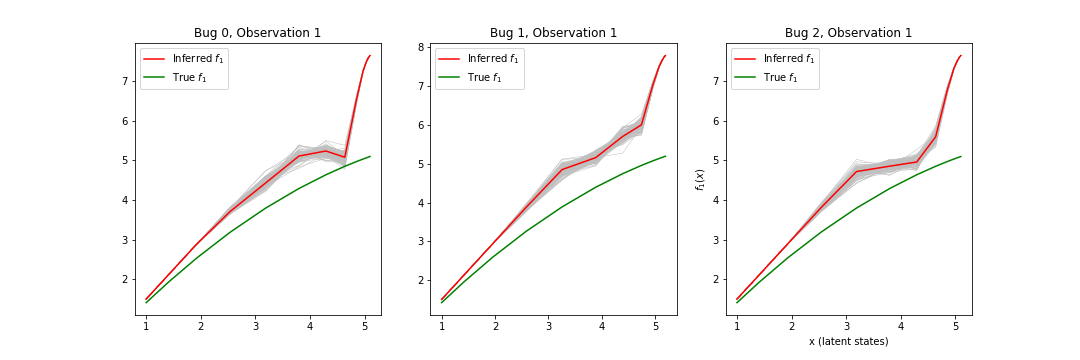 Bug 0, Observation 1
Inferred f₁
True f₁
7
6
5
4
3
2
1 2 3 4 5
Bug 1, Observation 1
Inferred f₁
True f₁
8
7
6
5
4
3
2
1 2 3 4 5
Bug 2, Observation 1
Inferred f₁
True f₁
f₁(x)
7
6
5
4
3
2
1 2 3 4 5
x (latent states)